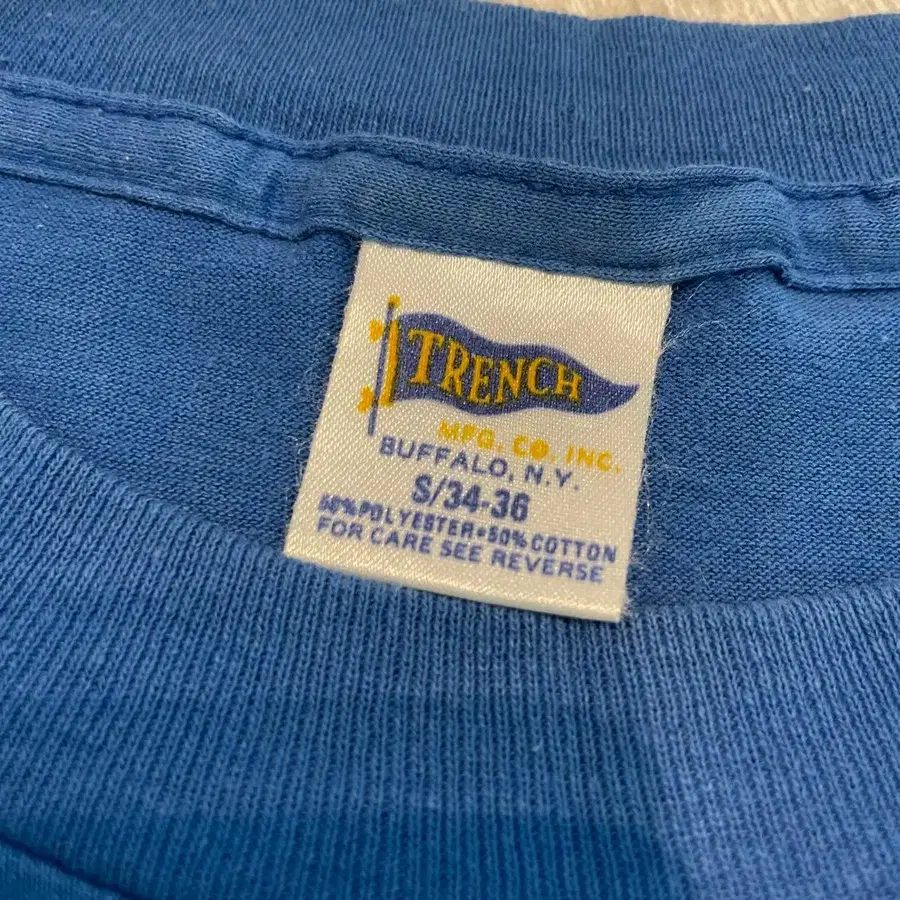 TRENCH
MFG. CO. INC.
BUFFALO, N.Y.
S/34-36
50%POLYESTER•50%COTTON
FOR CARE SEE REVERSE